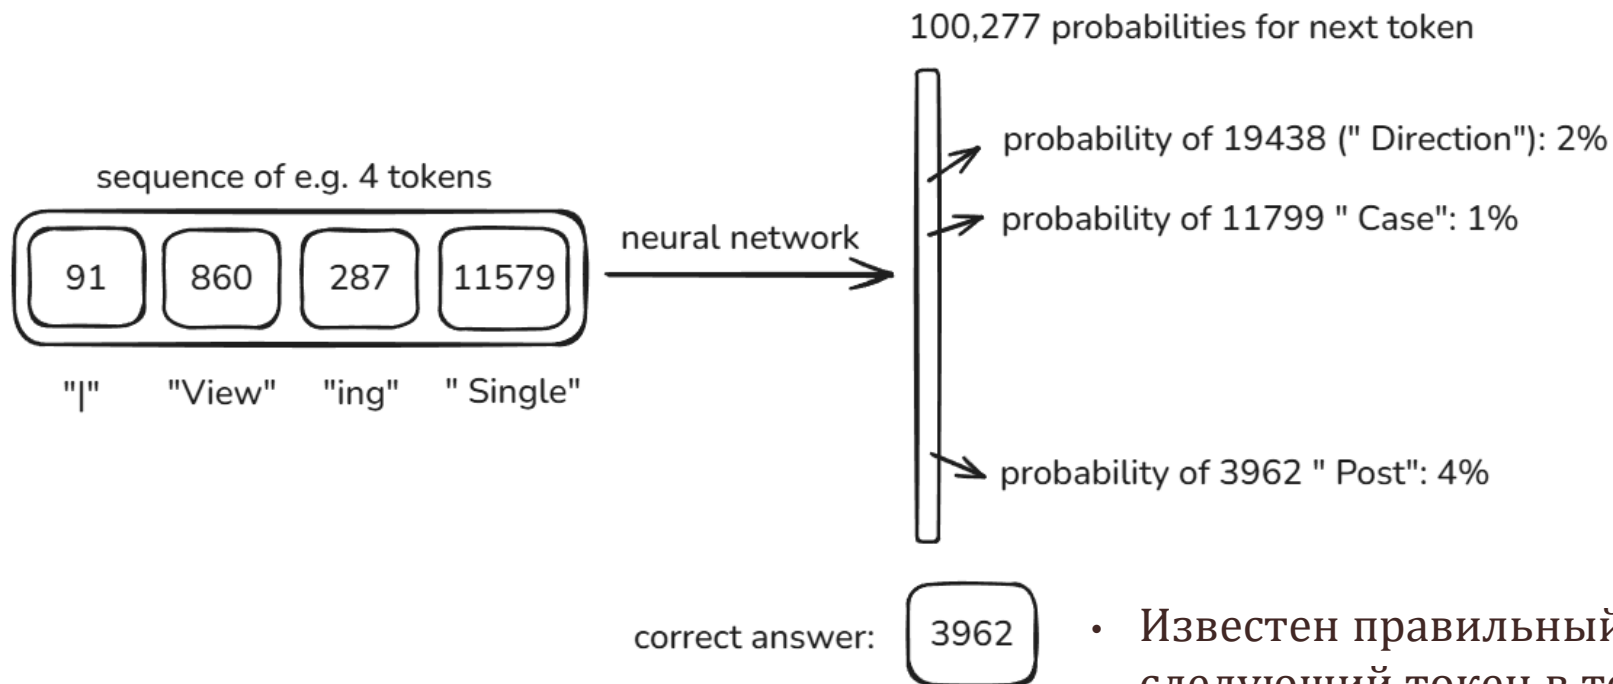 100,277 probabilities for next token
probability of 19438 (" Direction"): 2%
sequence of e.g. 4 tokens
probability of 11799 " Case": 1%
neural network
91 860 287 11579
"|" "View" "ing" " Single"
probability of 3962 " Post": 4%
correct answer: 3962
• Известен правильный
следующий токен в